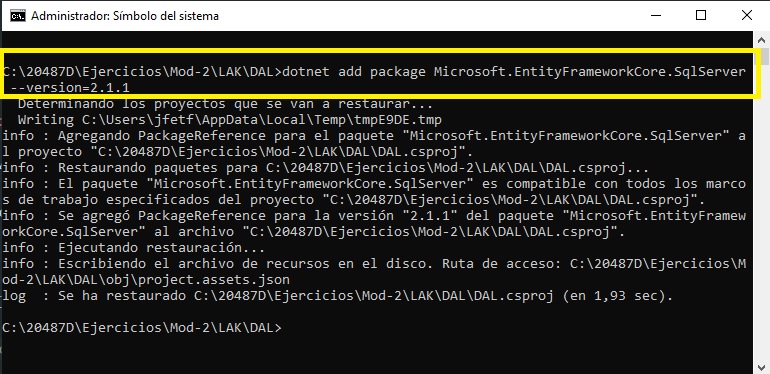 Administrador: Símbolo del sistema
C:\20487D\Ejercicios\Mod-2\LAK\DAL>dotnet add package Microsoft.EntityFrameworkCore.SqlServer
 --version=2.1.1
  Determinando los proyectos que se van a restaurar...
  Writing C:\Users\jfetf\AppData\Local\Temp\tmpE9DE.tmp
info : Agregando PackageReference para el paquete "Microsoft.EntityFrameworkCore.SqlServer" a
l proyecto "C:\20487D\Ejercicios\Mod-2\LAK\DAL\DAL.csproj".
info : Restaurando paquetes para C:\20487D\Ejercicios\Mod-2\LAK\DAL\DAL.csproj...
info : El paquete "Microsoft.EntityFrameworkCore.SqlServer" es compatible con todos los marco
s de trabajo especificados del proyecto "C:\20487D\Ejercicios\Mod-2\LAK\DAL\DAL.csproj".
info : Se agregó PackageReference para la versión "2.1.1" del paquete "Microsoft.EntityFramew
orkCore.SqlServer" al archivo "C:\20487D\Ejercicios\Mod-2\LAK\DAL\DAL.csproj".
info : Ejecutando restauración...
info : Escribiendo el archivo de recursos en el disco. Ruta de acceso: C:\20487D\Ejercicios\M
od-2\LAK\DAL\obj\project.assets.json
log  : Se ha restaurado C:\20487D\Ejercicios\Mod-2\LAK\DAL\DAL.csproj (en 1,93 sec).
C:\20487D\Ejercicios\Mod-2\LAK\DAL>